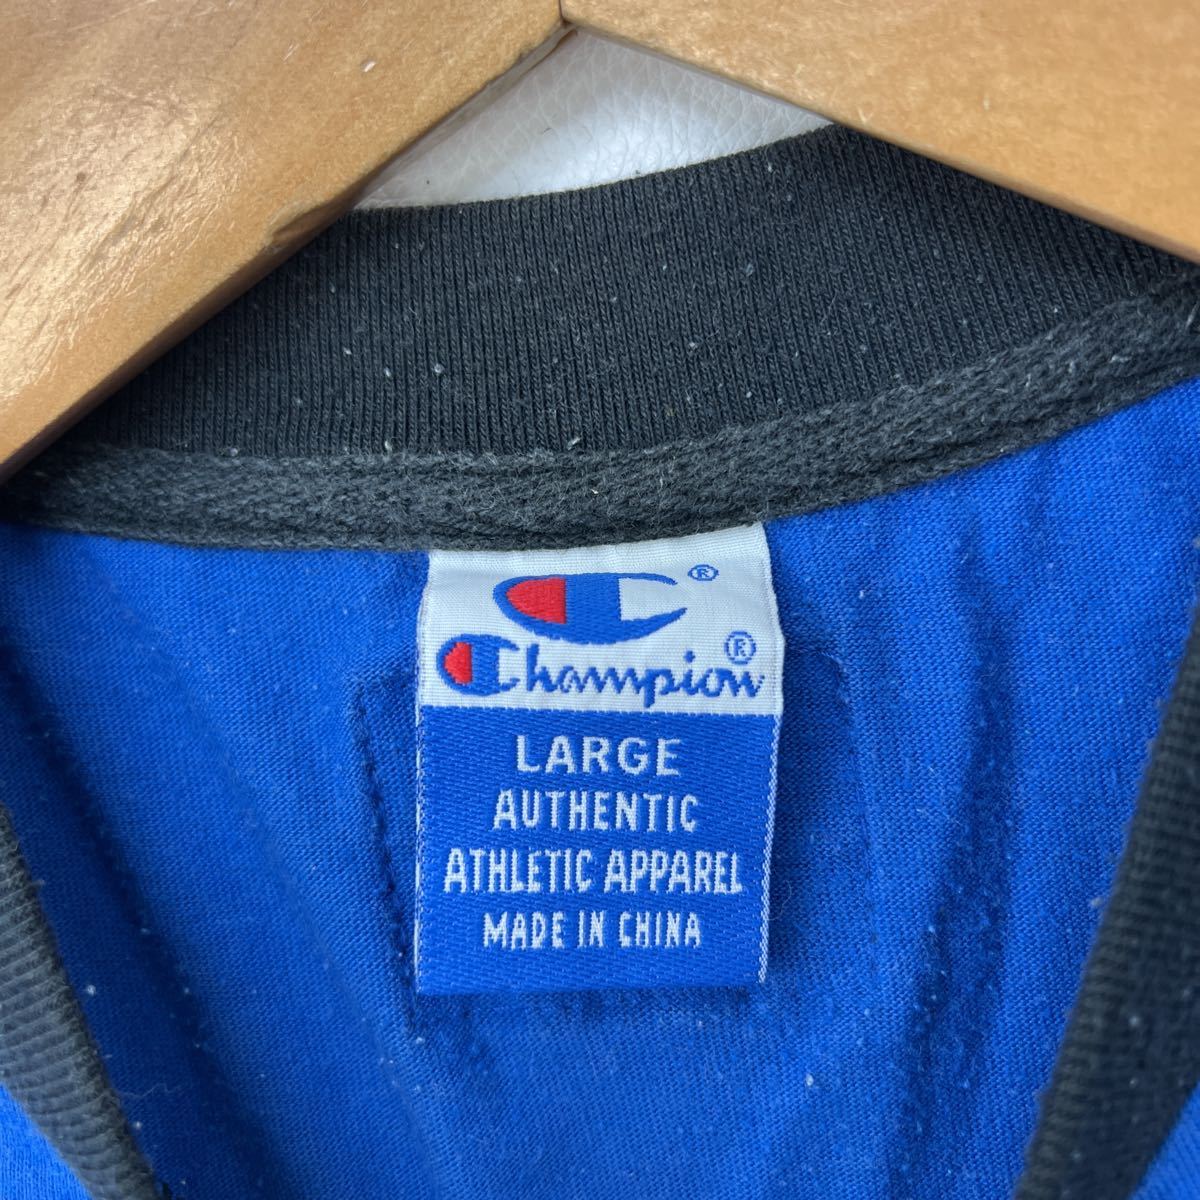 ®
Champion®
LARGE
AUTHENTIC
ATHLETIC APPAREL
MADE IN CHINA